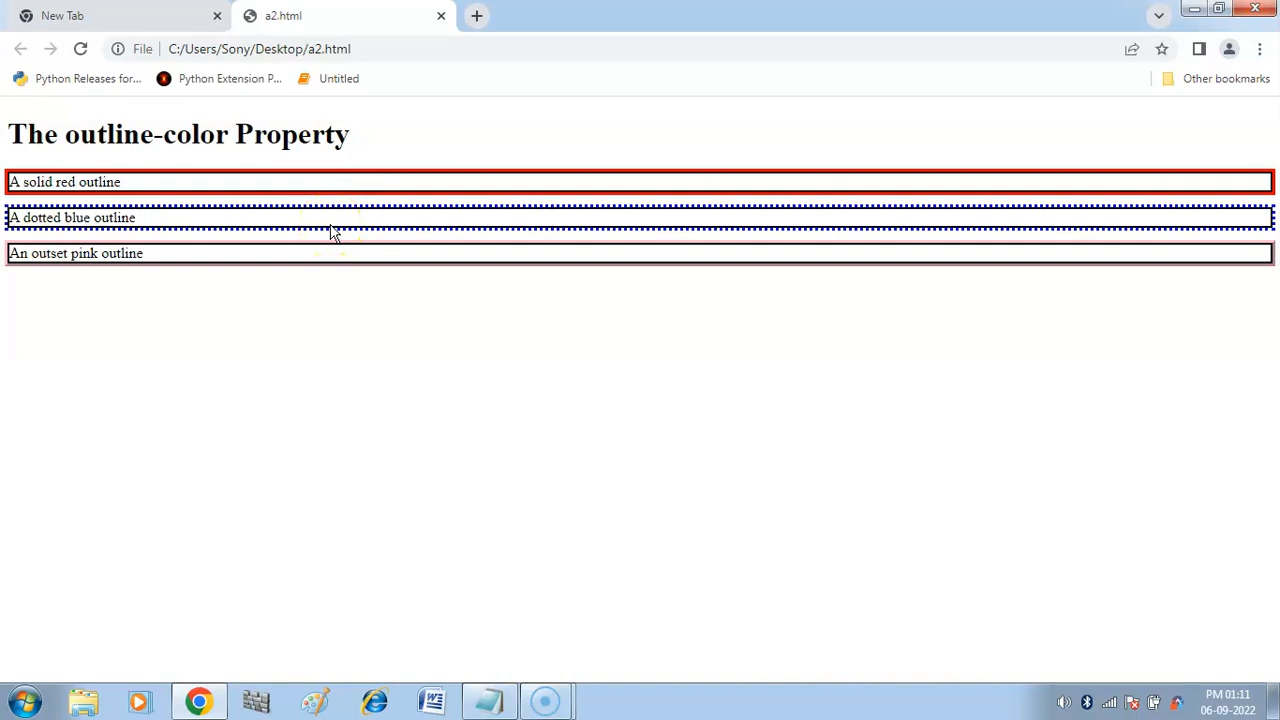 New Tab
a2.html
File
C:/Users/Sony/Desktop/a2.html
Python Releases for...
Python Extension P...
Untitled
Other bookmarks
The outline-color Property
A solid red outline
A dotted blue outline
An outset pink outline
PM 01:11
06-09-2022